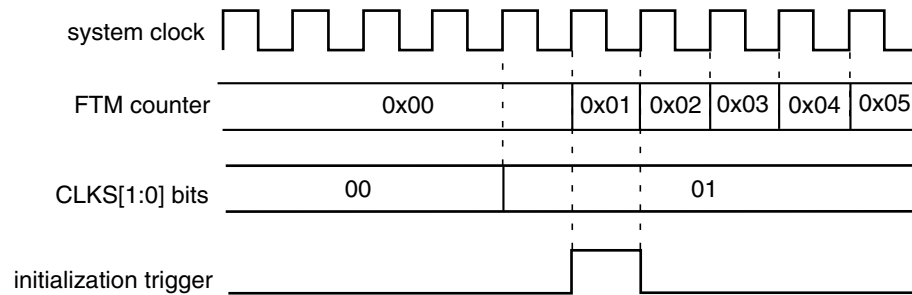 system clock
FTM counter 0x00 0x01 0x02 0x03 0x04 0x05
CLKS[1:0] bits 00 01
initialization trigger